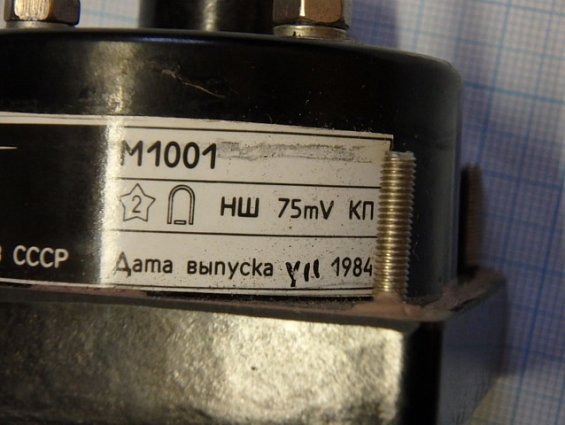 М1001
2 НШ 75mV КП
В СССР
Дата выпуска VII 1984